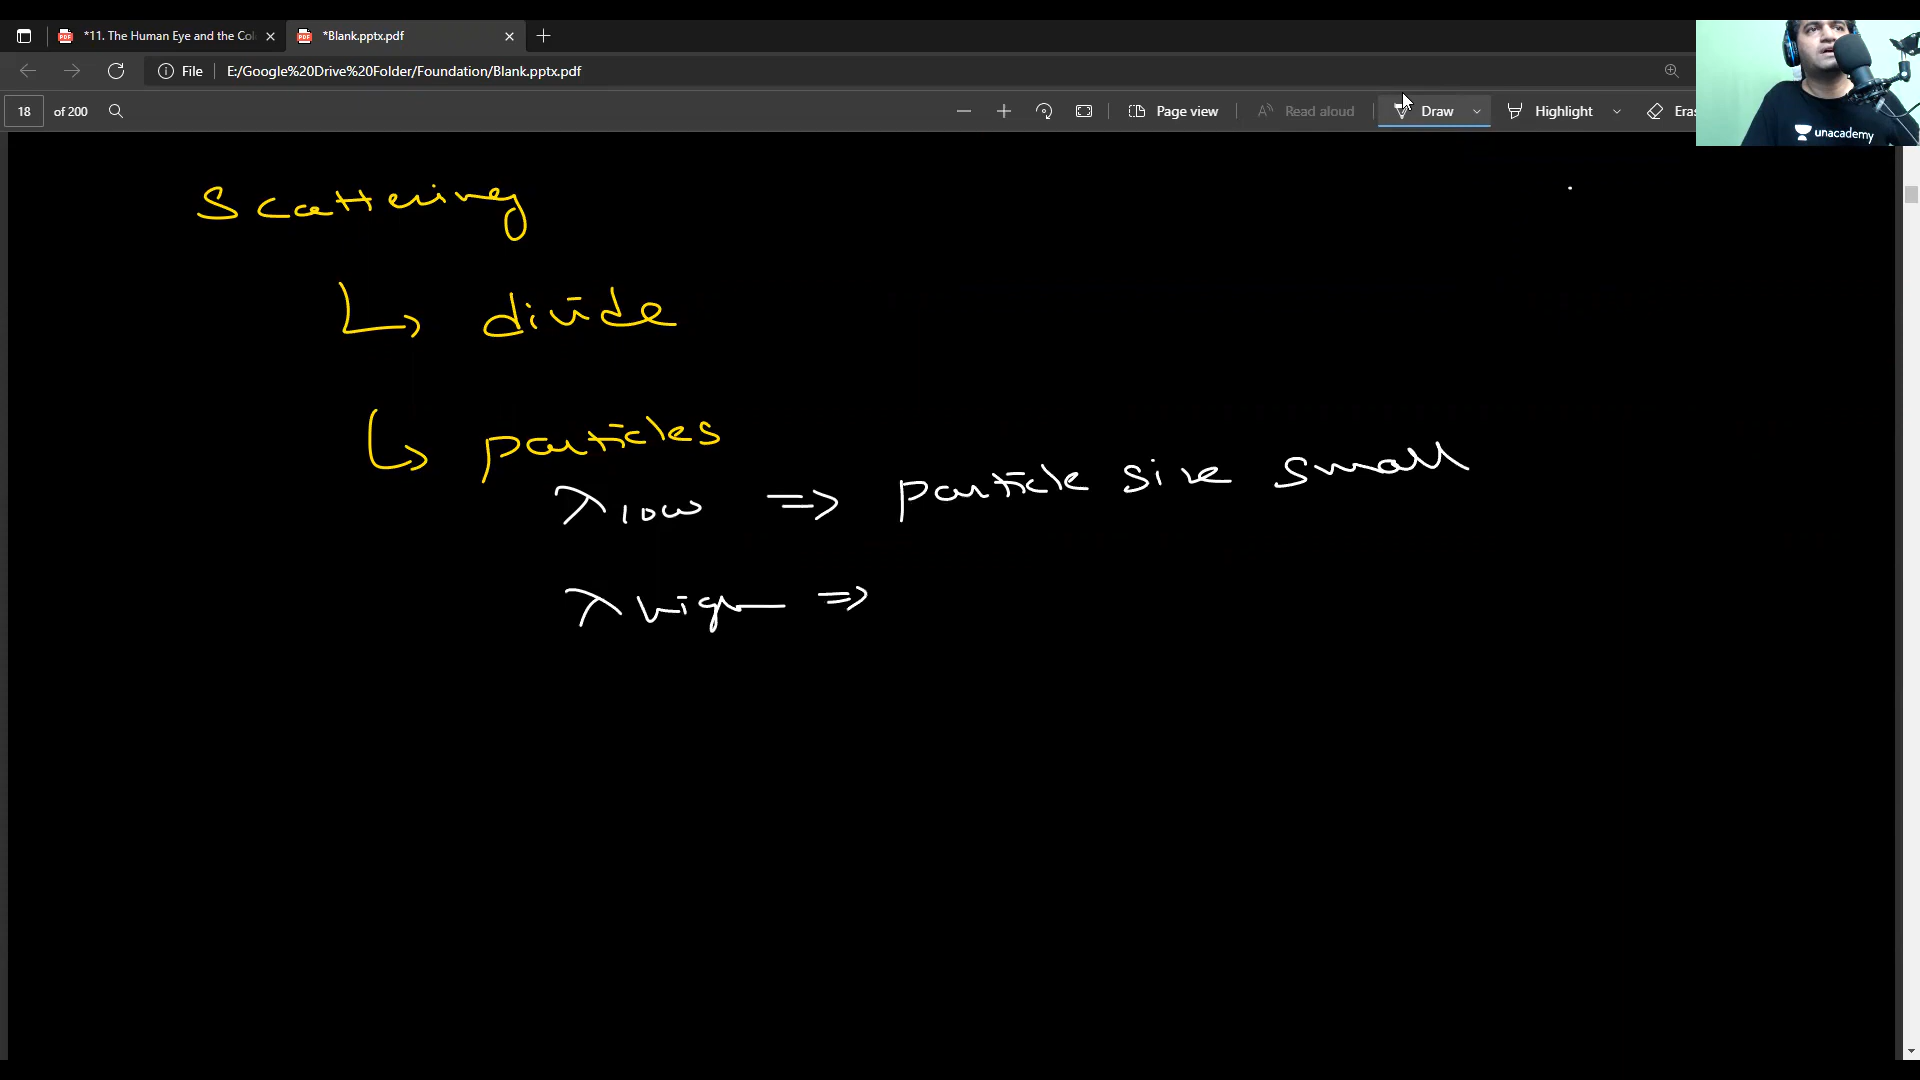 *11. The Human Eye and the Col
*Blank.pptx.pdf
File
E:/Google%20Drive%20Folder/Foundation/Blank.pptx.pdf
18 of 200
Page view
Read aloud
Draw
Highlight
Eras
unacademy
Scattering
↳ divide
↳ particles
λ low => particle size small
λ high =>